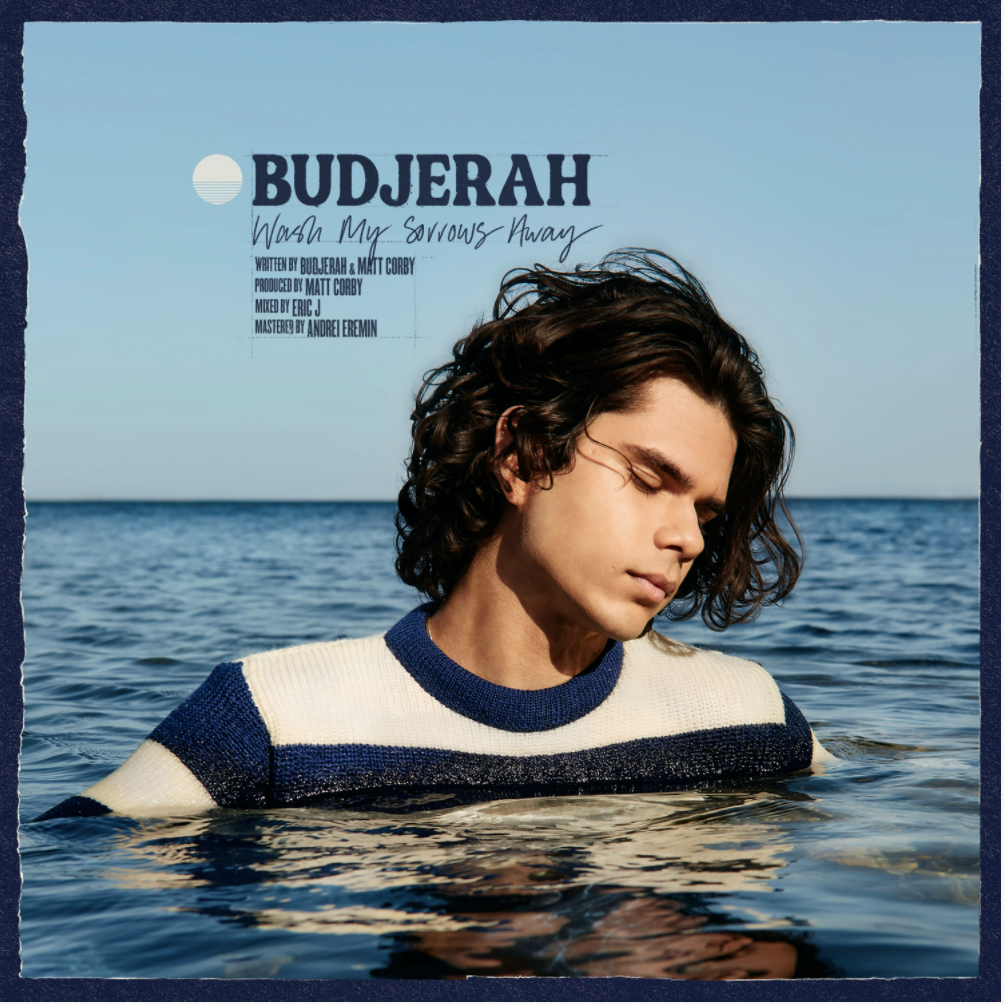 BUDJERAH
Wash My Sorrows Away
WRITTEN BY BUDJERAH & MATT CORBY
PRODUCED BY MATT CORBY
MIXED BY ERIC J
MASTERED BY ANDREI EREMIN